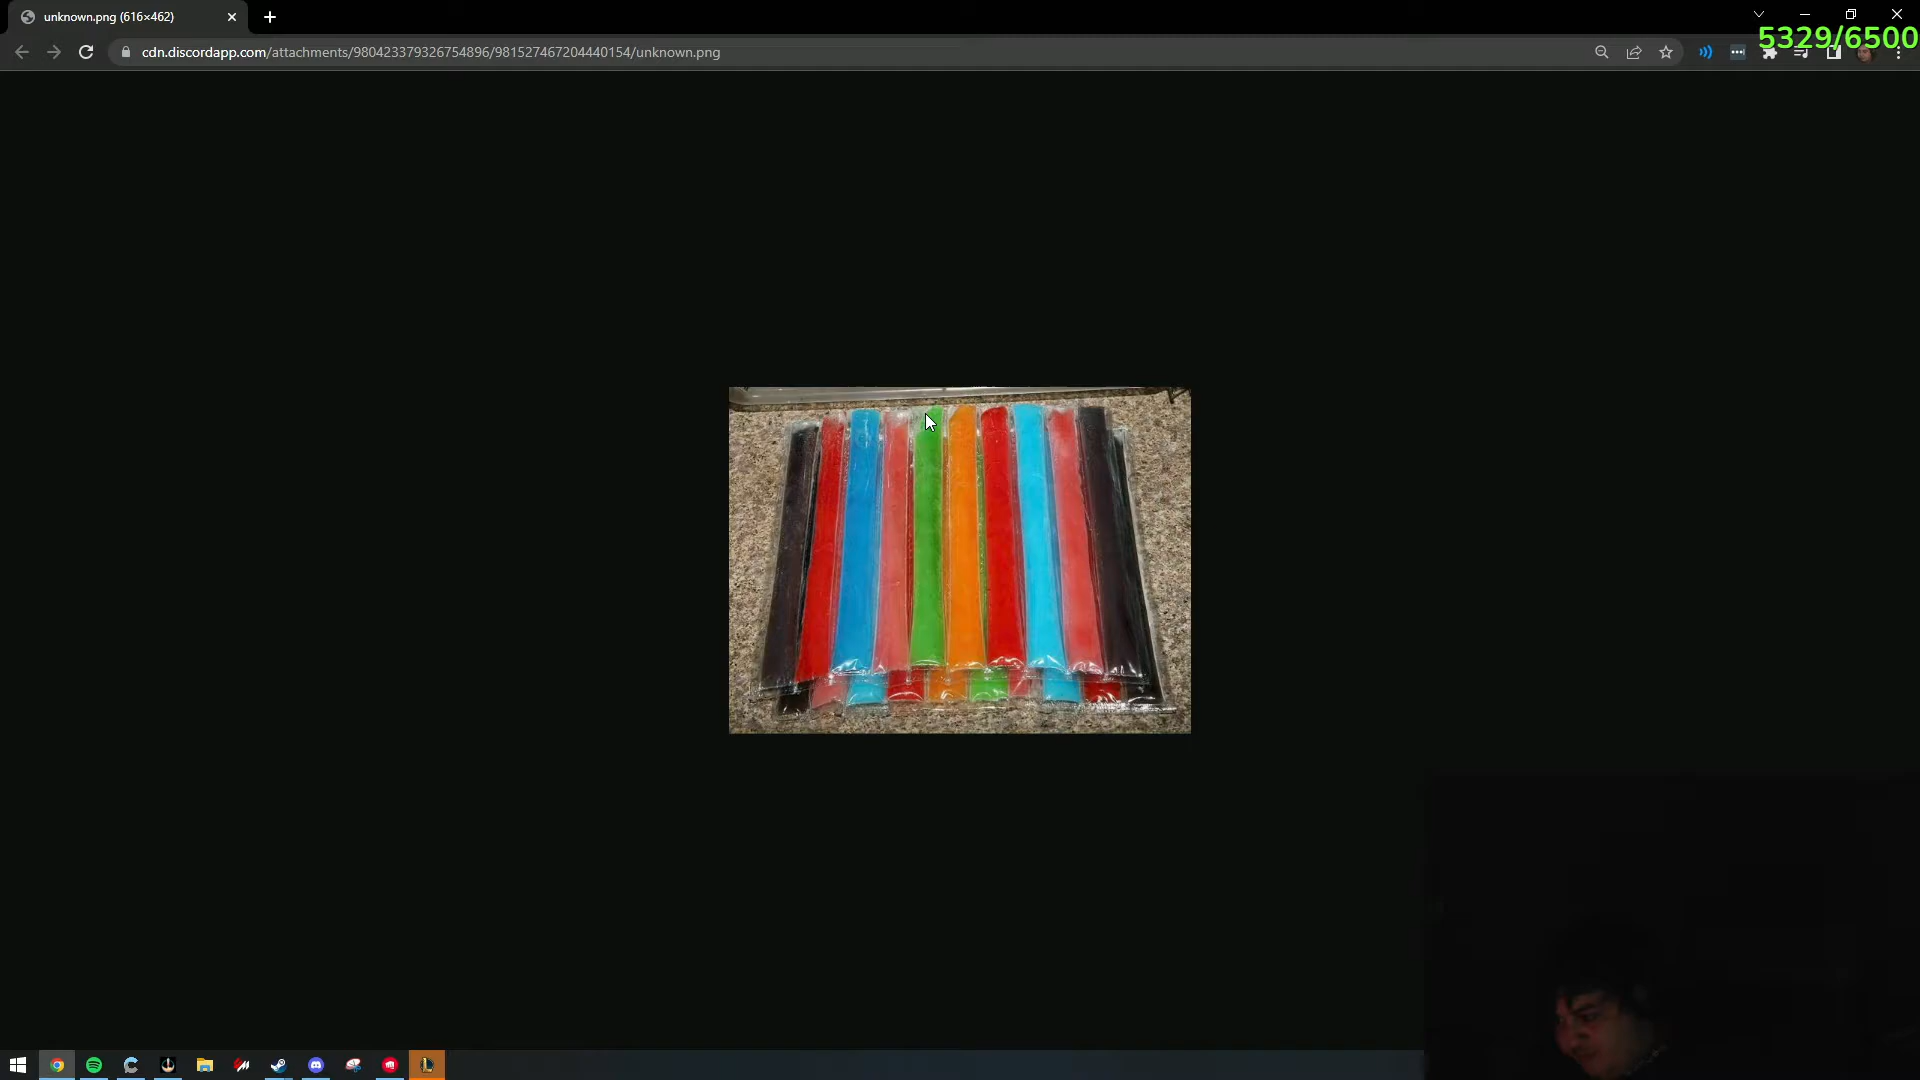 unknown.png (616×462)
5329/6500
cdn.discordapp.com/attachments/980423379326754896/981527467204440154/unknown.png